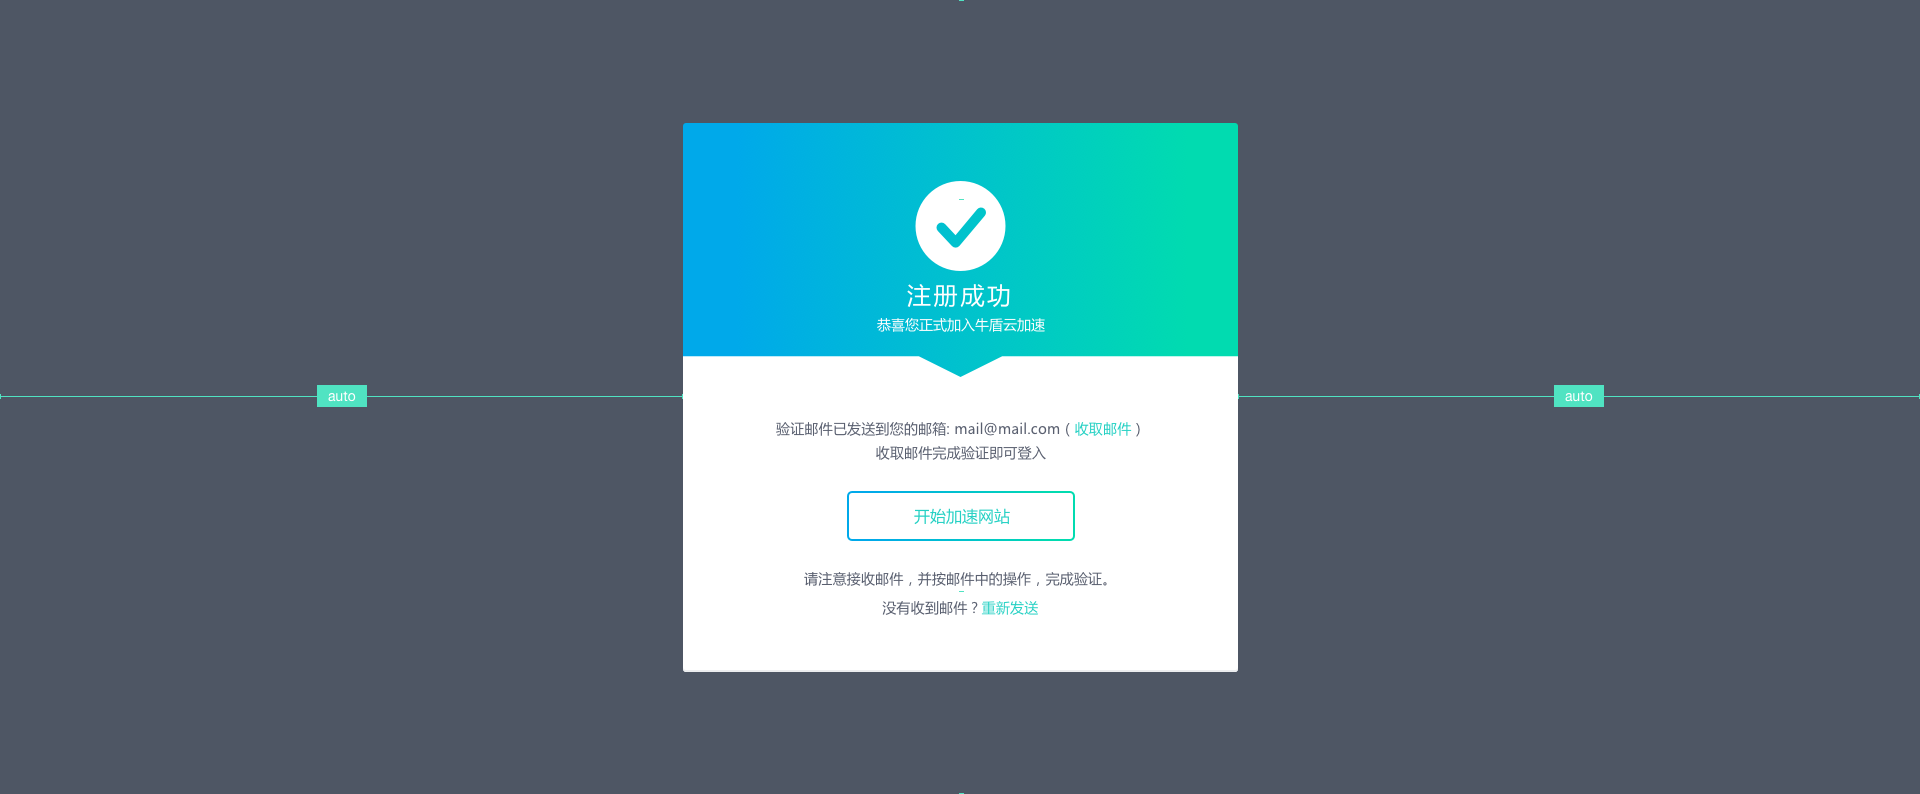 注册成功
恭喜您正式加入牛盾云加速
auto
auto
验证邮件已发送到您的邮箱: mail@mail.com ( 收取邮件 )
收取邮件完成验证即可登入
开始加速网站
请注意接收邮件，并按邮件中的操作，完成验证。
没有收到邮件？重新发送